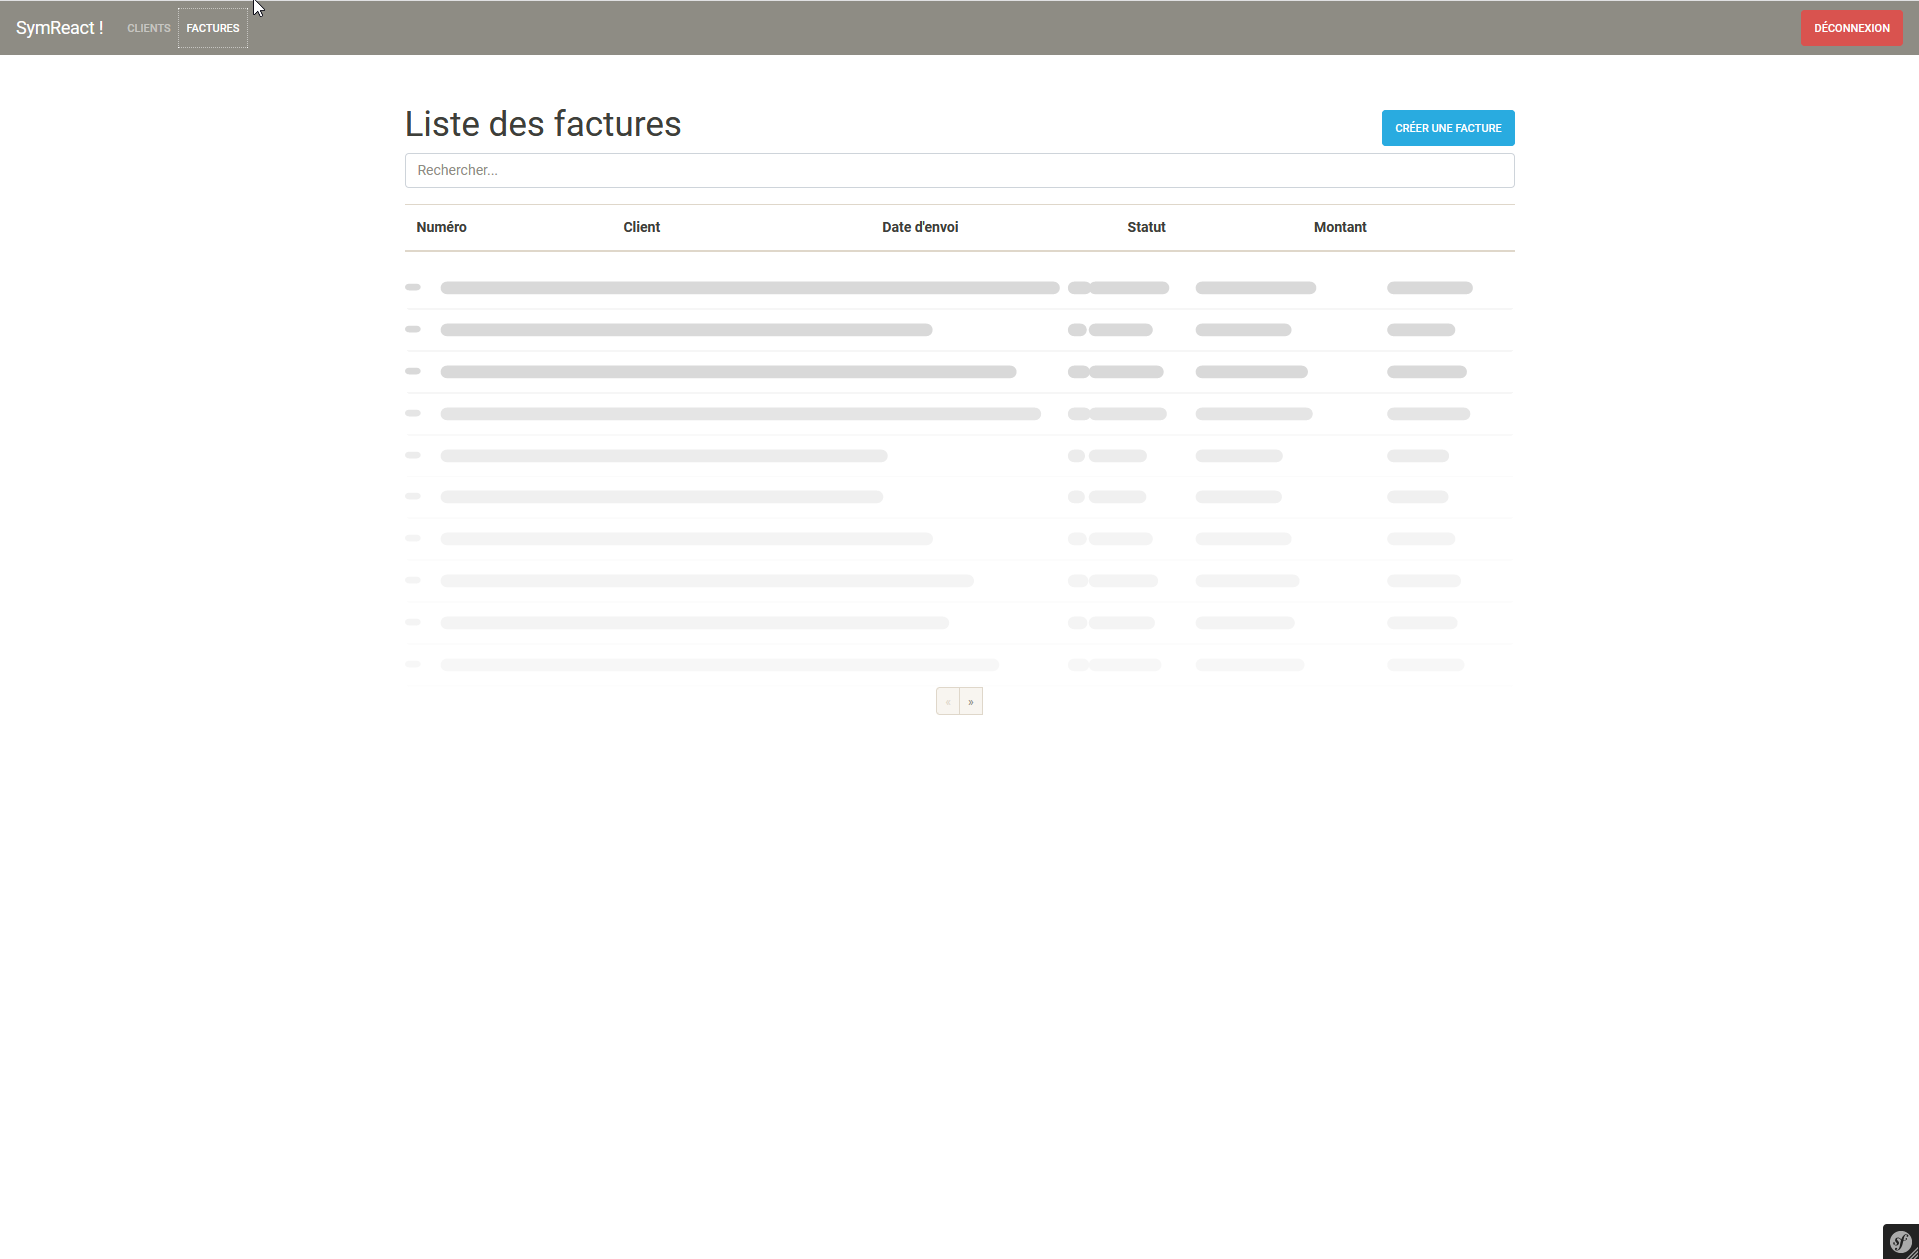 SymReact ! CLIENTS FACTURES DÉCONNEXION
Liste des factures CRÉER UNE FACTURE
Rechercher...
Numéro Client Date d'envoi Statut Montant
« »
sf